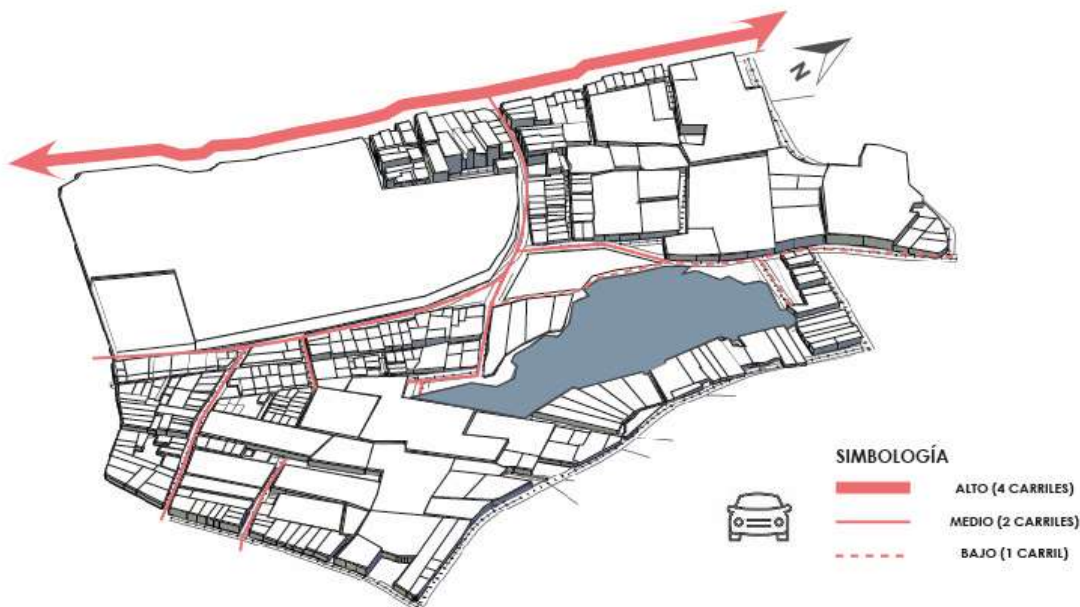 N
SIMBOLOGÍA
ALTO (4 CARRILES)
MEDIO (2 CARRILES)
BAJO (1 CARRIL)